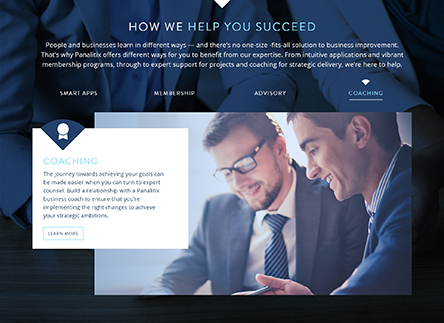 HOW WE HELP YOU SUCCEED
People and businesses learn in different ways — and there's no one-size -fits-all solution to business improvement.
That's why Panalitix offers different ways for you to benefit from our expertise. From intuitive applications and vibrant
membership programs, through to expert support for projects and coaching for strategic delivery, we're here to help.
SMART APPS MEMBERSHIP ADVISORY COACHING
COACHING
The journey towards achieving your goals can
be made easier when you can turn to expert
counsel. Build a relationship with a Panalitix
business coach to ensure that you're
implementing the right changes to achieve
your strategic ambitions.
LEARN MORE